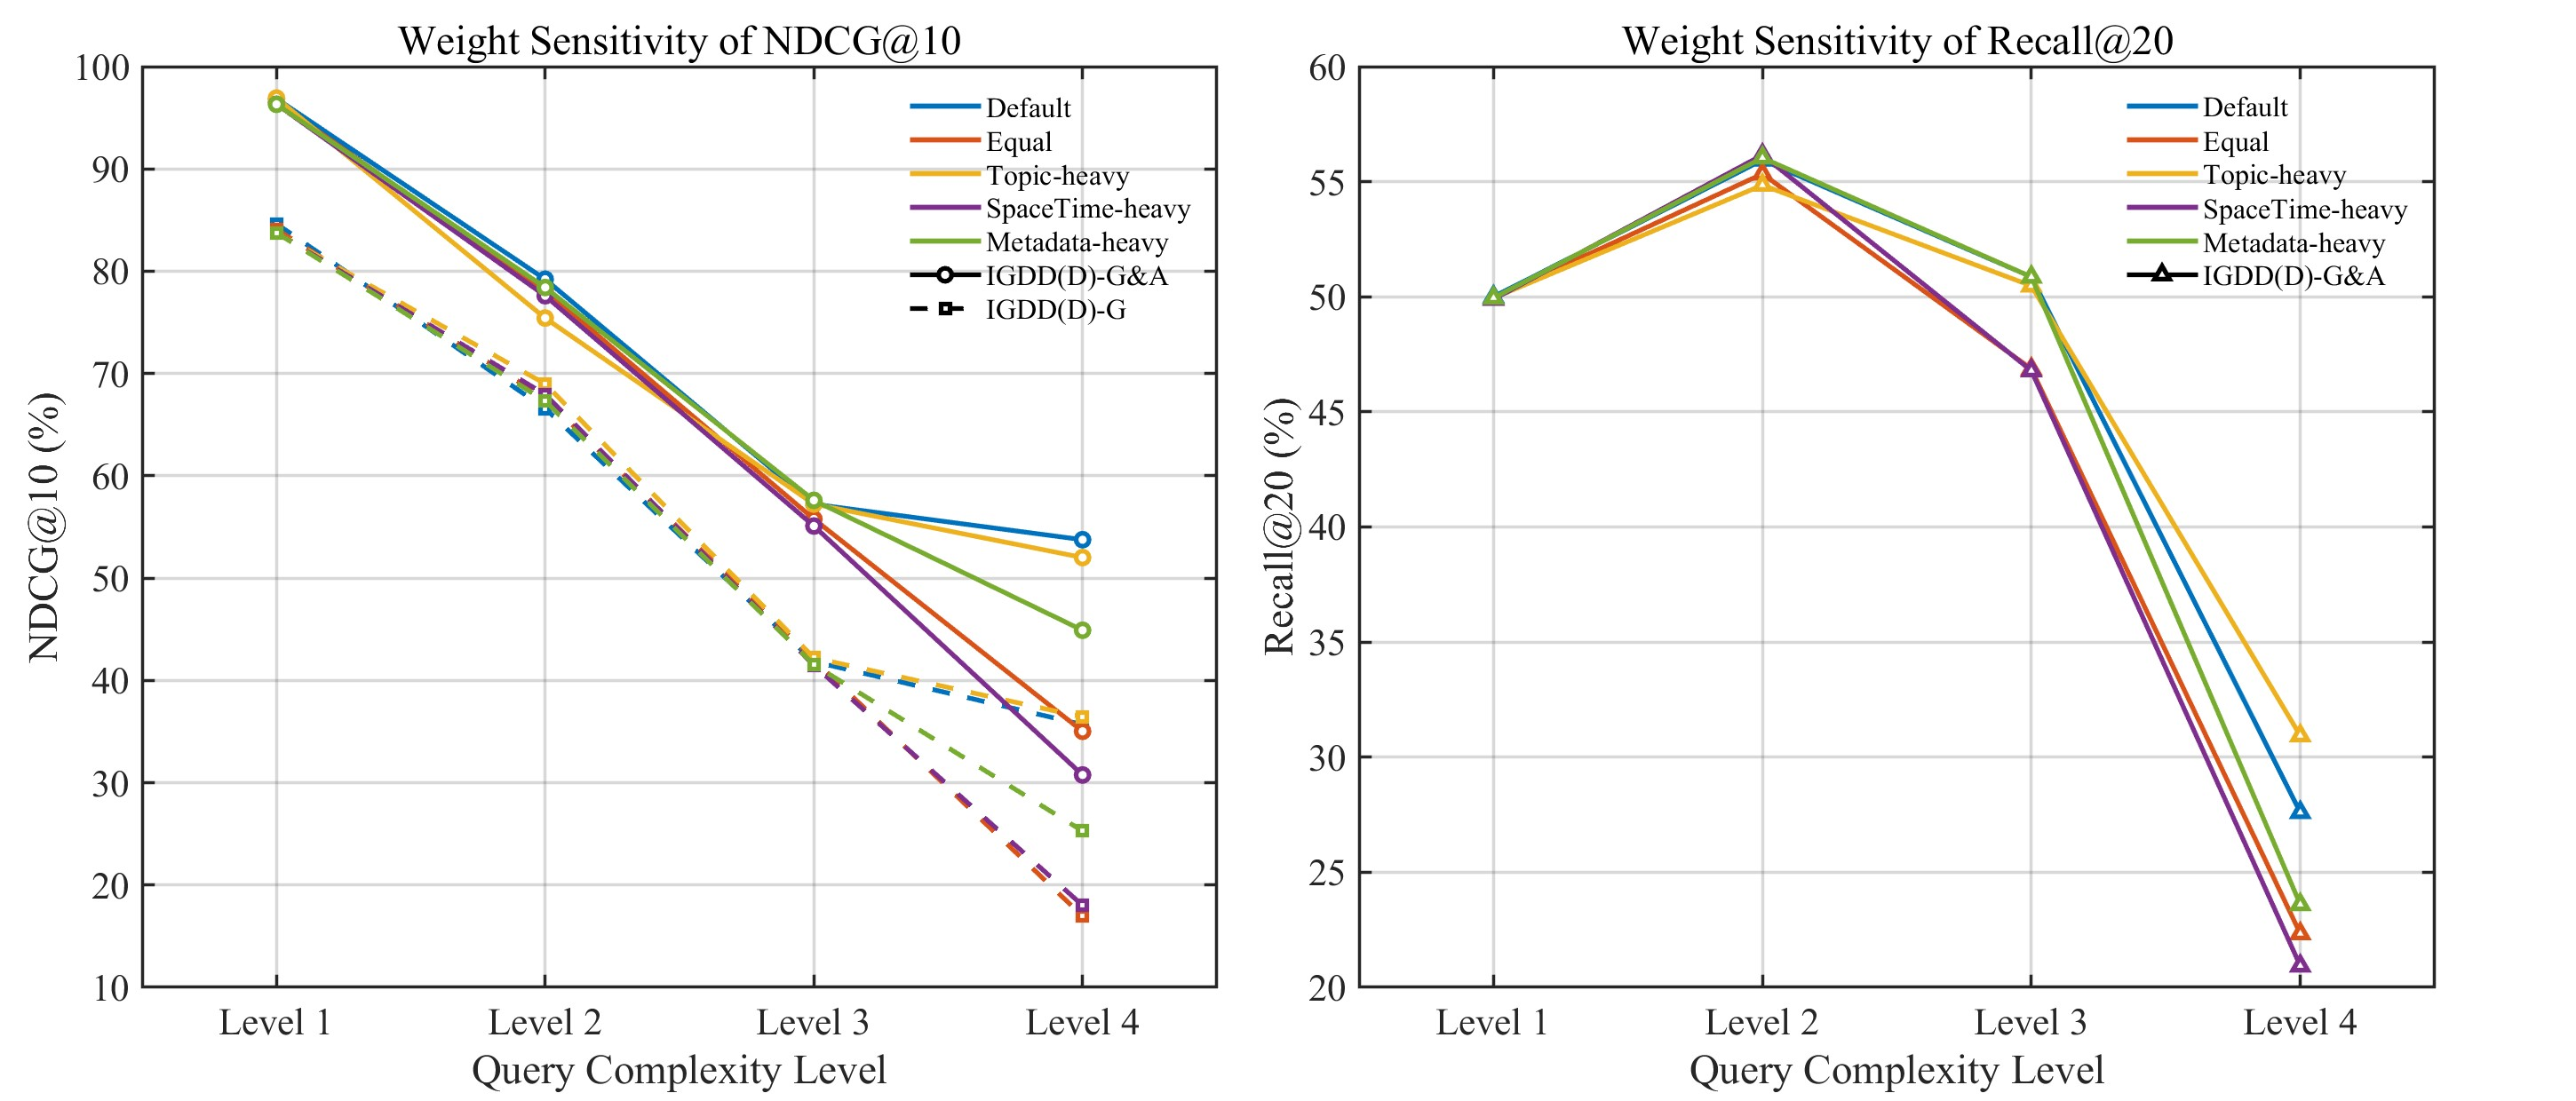 Weight Sensitivity of NDCG@10
100
90
80
70
60
50
40
30
20
10
NDCG@10 (%)
Default
Equal
Topic-heavy
SpaceTime-heavy
Metadata-heavy
IGDD(D)-G&A
IGDD(D)-G
Level 1
Level 2
Level 3
Level 4
Query Complexity Level
Weight Sensitivity of Recall@20
60
55
50
45
40
35
30
25
20
Recall@20 (%)
Default
Equal
Topic-heavy
SpaceTime-heavy
Metadata-heavy
IGDD(D)-G&A
Level 1
Level 2
Level 3
Level 4
Query Complexity Level